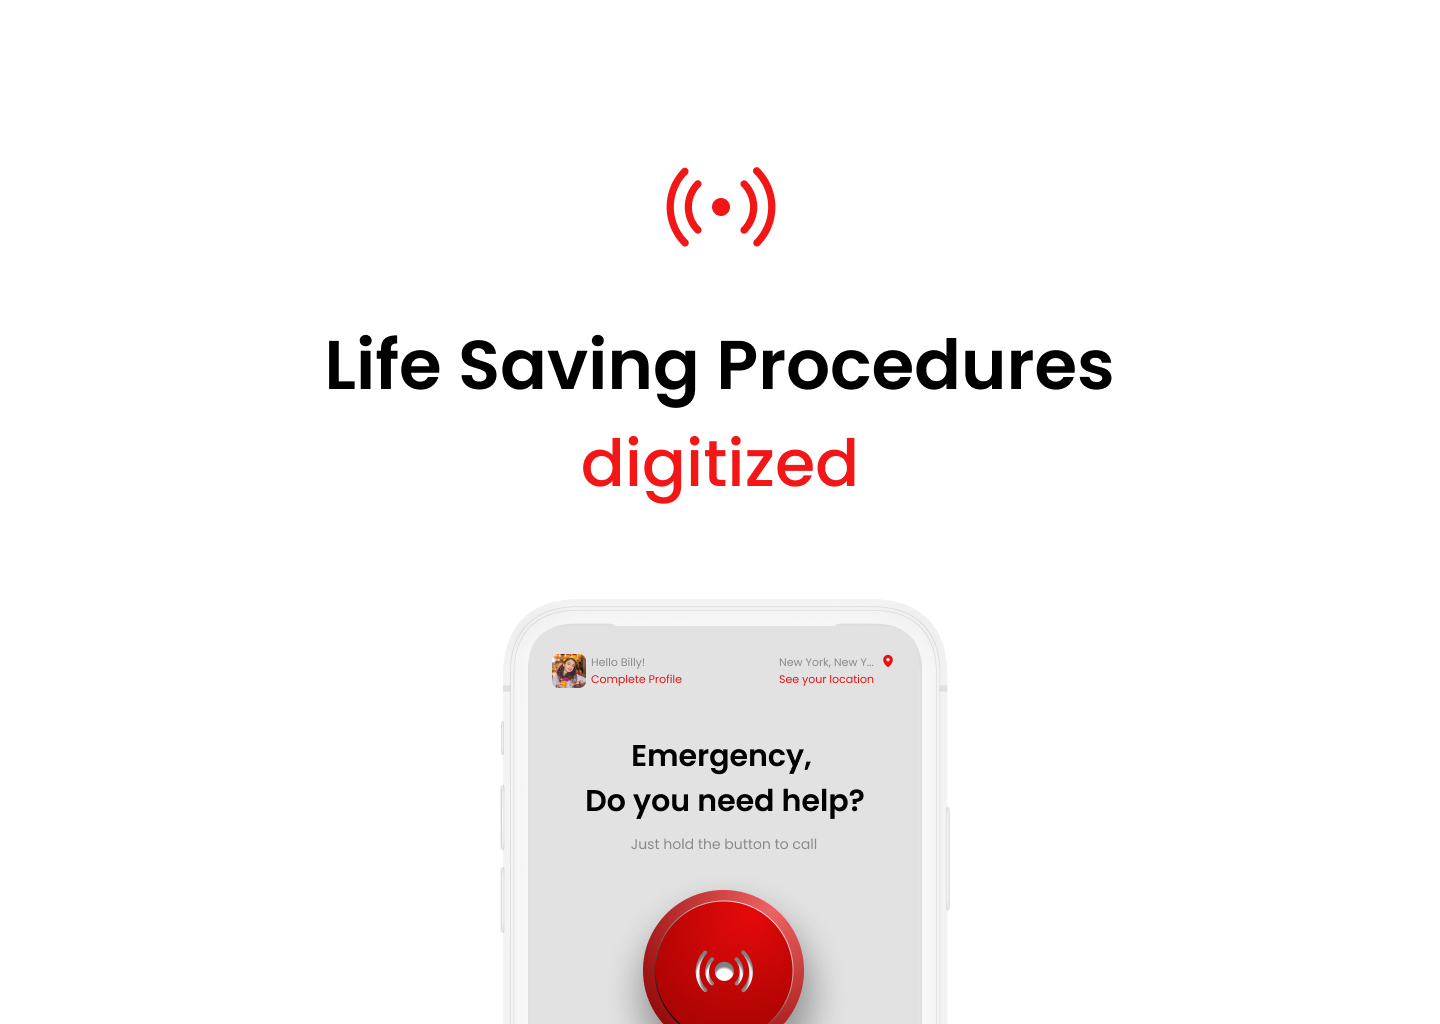 Life Saving Procedures
digitized
Hello Billy!
Complete Profile
New York, New Y...
See your location
Emergency,
Do you need help?
Just hold the button to call